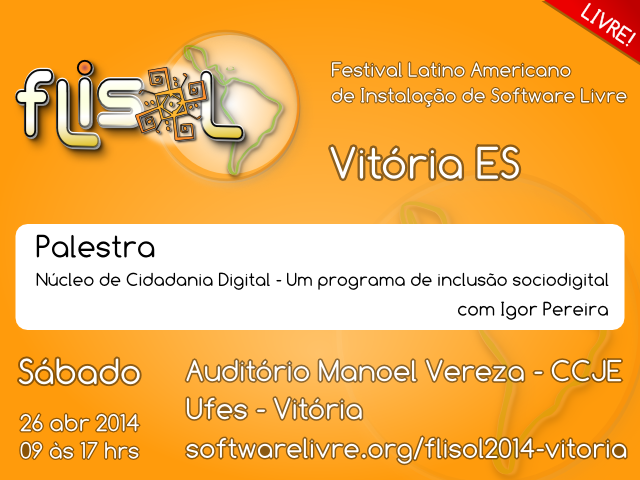 LIVRE!
flisol
Festival Latino Americano
de Instalação de Software Livre
Vitória ES
Palestra
Núcleo de Cidadania Digital - Um programa de inclusão sociodigital
com Igor Pereira
Sábado
26 abr 2014
09 às 17 hrs
Auditório Manoel Vereza - CCJE
Ufes - Vitória
softwarelivre.org/flisol2014-vitoria